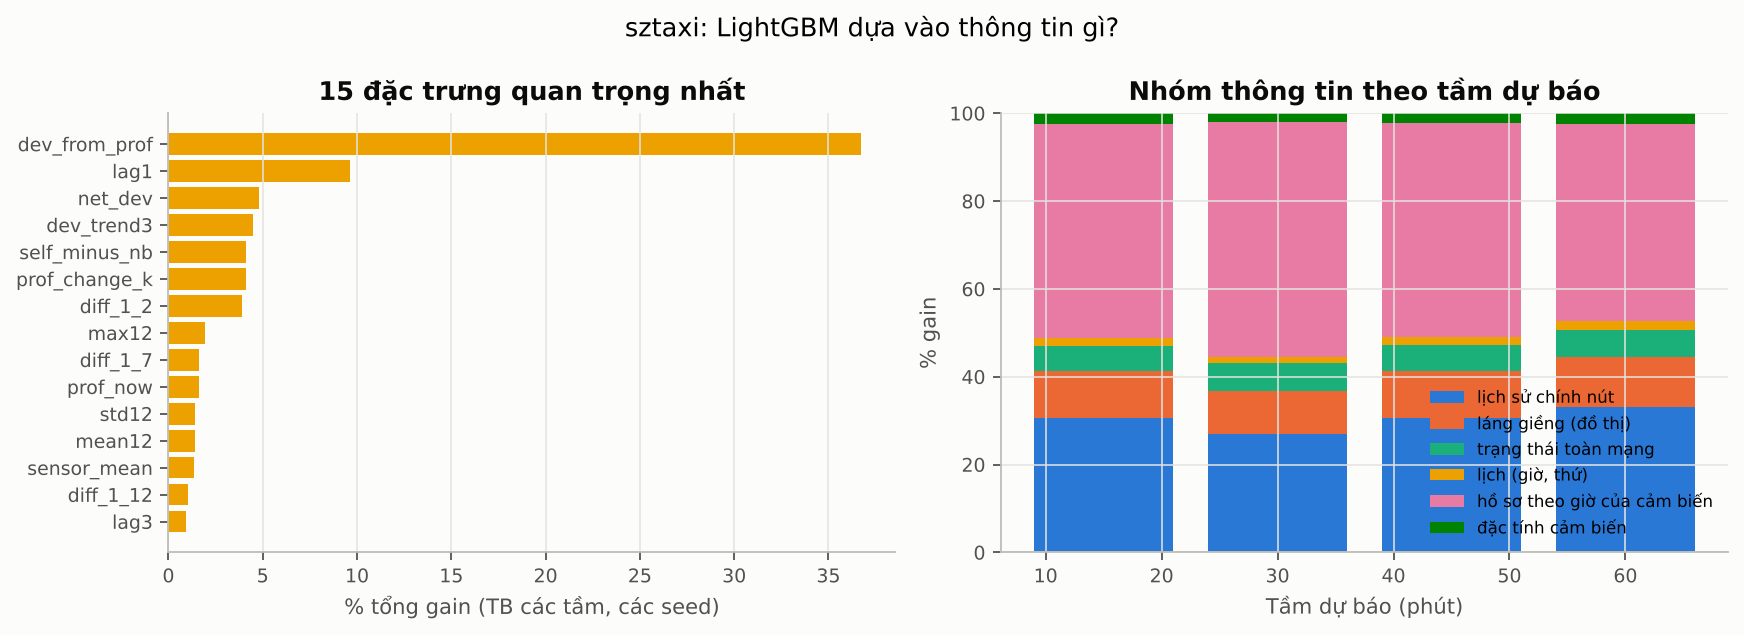 sztaxi: LightGBM dựa vào thông tin gì?
15 đặc trưng quan trọng nhất
dev_from_prof
lag1
net_dev
dev_trend3
self_minus_nb
prof_change_k
diff_1_2
max12
diff_1_7
prof_now
std12
mean12
sensor_mean
diff_1_12
lag3
0 5 10 15 20 25 30 35
% tổng gain (TB các tầm, các seed)
Nhóm thông tin theo tầm dự báo
100
80
60
40
20
0
% gain
lịch sử chính nút
láng giềng (đồ thị)
trạng thái toàn mạng
lịch (giờ, thứ)
hồ sơ theo giờ của cảm biến
đặc tính cảm biến
10 20 30 40 50 60
Tầm dự báo (phút)